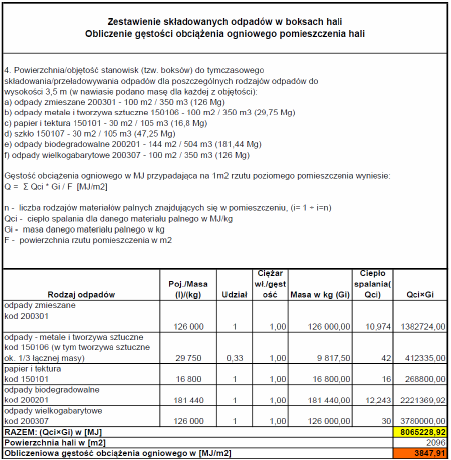 Zestawienie składowanych odpadów w boksach hali
Obliczenie gęstości obciążenia ogniowego pomieszczenia hali
4. Powierzchnia/objętość stanowisk (tzw. boksów) do tymczasowego
składowania/przeładowywania odpadów dla poszczególnych rodzajów odpadów do
wysokości 3,5 m (w nawiasie podano masę dla każdej z objętości):
a) odpady zmieszane 200301 - 100 m2 / 350 m3 (126 Mg)
b) odpady metale i tworzywa sztuczne 150106 - 100 m2 / 350 m3 (29,75 Mg)
c) papier i tektura 150101 - 30 m2 / 105 m3 (16,8 Mg)
d) szkło 150107 - 30 m2 / 105 m3 (47,25 Mg)
e) odpady biodegradowalne 200201 - 144 m2 / 504 m3 (181,44 Mg)
f) odpady wielkogabarytowe 200307 - 100 m2 / 350 m3 (126 Mg)
Gęstość obciążenia ogniowego w MJ przypadająca na 1m2 rzutu poziomego pomieszczenia wyniesie:
Q = Σ Qci * Gi / F [MJ/m2]
n - liczba rodzajów materiałów palnych znajdujących się w pomieszczeniu, (i= 1 ÷ i=n)
Qci - ciepło spalania dla danego materiału palnego w MJ/kg
Gi - masa danego materiału palnego w kg
F - powierzchnia rzutu pomieszczenia w m2
Rodzaj odpadów Poj./Masa (l)/(kg) Udział Ciężar wł./gęst ość Masa w kg (Gi) Ciepło spalania( Qci) Qci×Gi
odpady zmieszane
kod 200301
126 000 1 1,00 126 000,00 10,974 1382724,00
odpady - metale i tworzywa sztuczne
kod 150106 (w tym tworzywa sztuczne
ok. 1/3 łącznej masy) 29 750 0,33 1,00 9 817,50 42 412335,00
papier i tektura
kod 150101 16 800 1 1,00 16 800,00 16 268800,00
odpady biodegradowalne
kod 200201 181 440 1 1,00 181 440,00 12,243 2221369,92
odpady wielkogabarytowe
kod 200307 126 000 1 1,00 126 000,00 30 3780000,00
RAZEM: (Qci×Gi) w [MJ] 8065228,92
Powierzchnia hali w [m2] 2096
Obliczeniowa gęstość obciążenia ogniowego w [MJ/m2] 3847,91